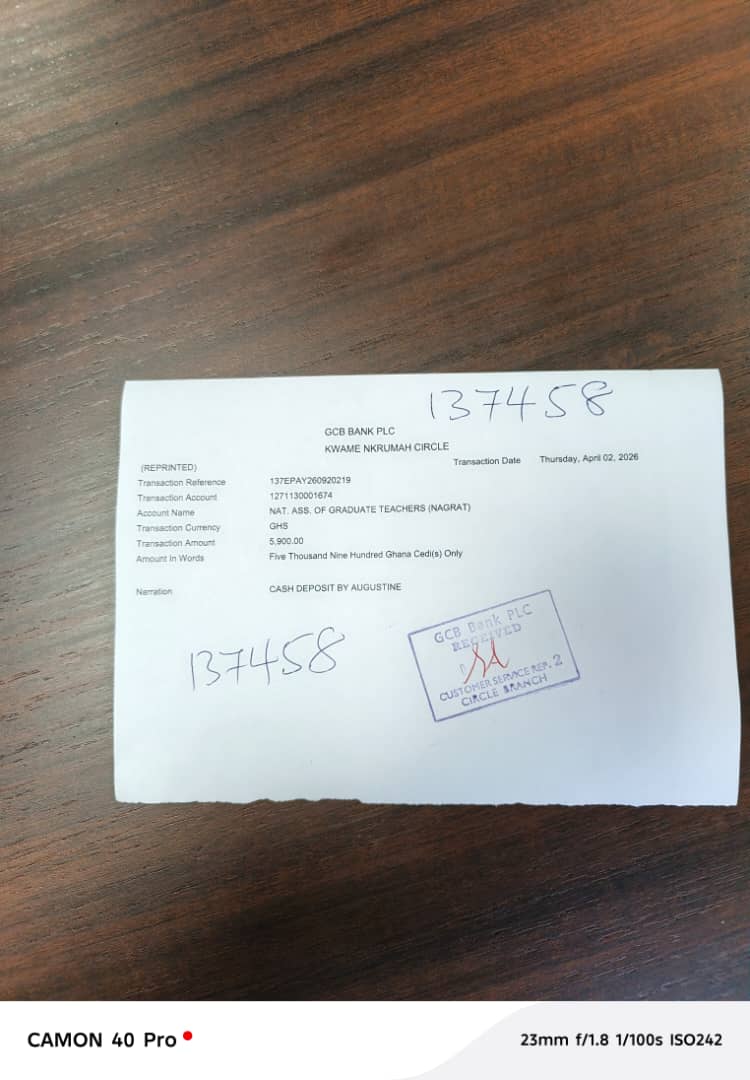 137458
GCB BANK PLC
KWAME NKRUMAH CIRCLE
Transaction Date Thursday, April 02, 2026
(REPRINTED)
Transaction Reference 137EPAY260920219
Transaction Account 1271130001674
Account Name NAT. ASS. OF GRADUATE TEACHERS (NAGRAT)
Transaction Currency GHS
Transaction Amount 5,900.00
Amount In Words Five Thousand Nine Hundred Ghana Cedi(s) Only
Narration CASH DEPOSIT BY AUGUSTINE
137458
GCB Bank PLC
RECEIVED
CUSTOMER SERVICE REP. 2
CIRCLE BRANCH
CAMON 40 Pro
23mm f/1.8 1/100s ISO242